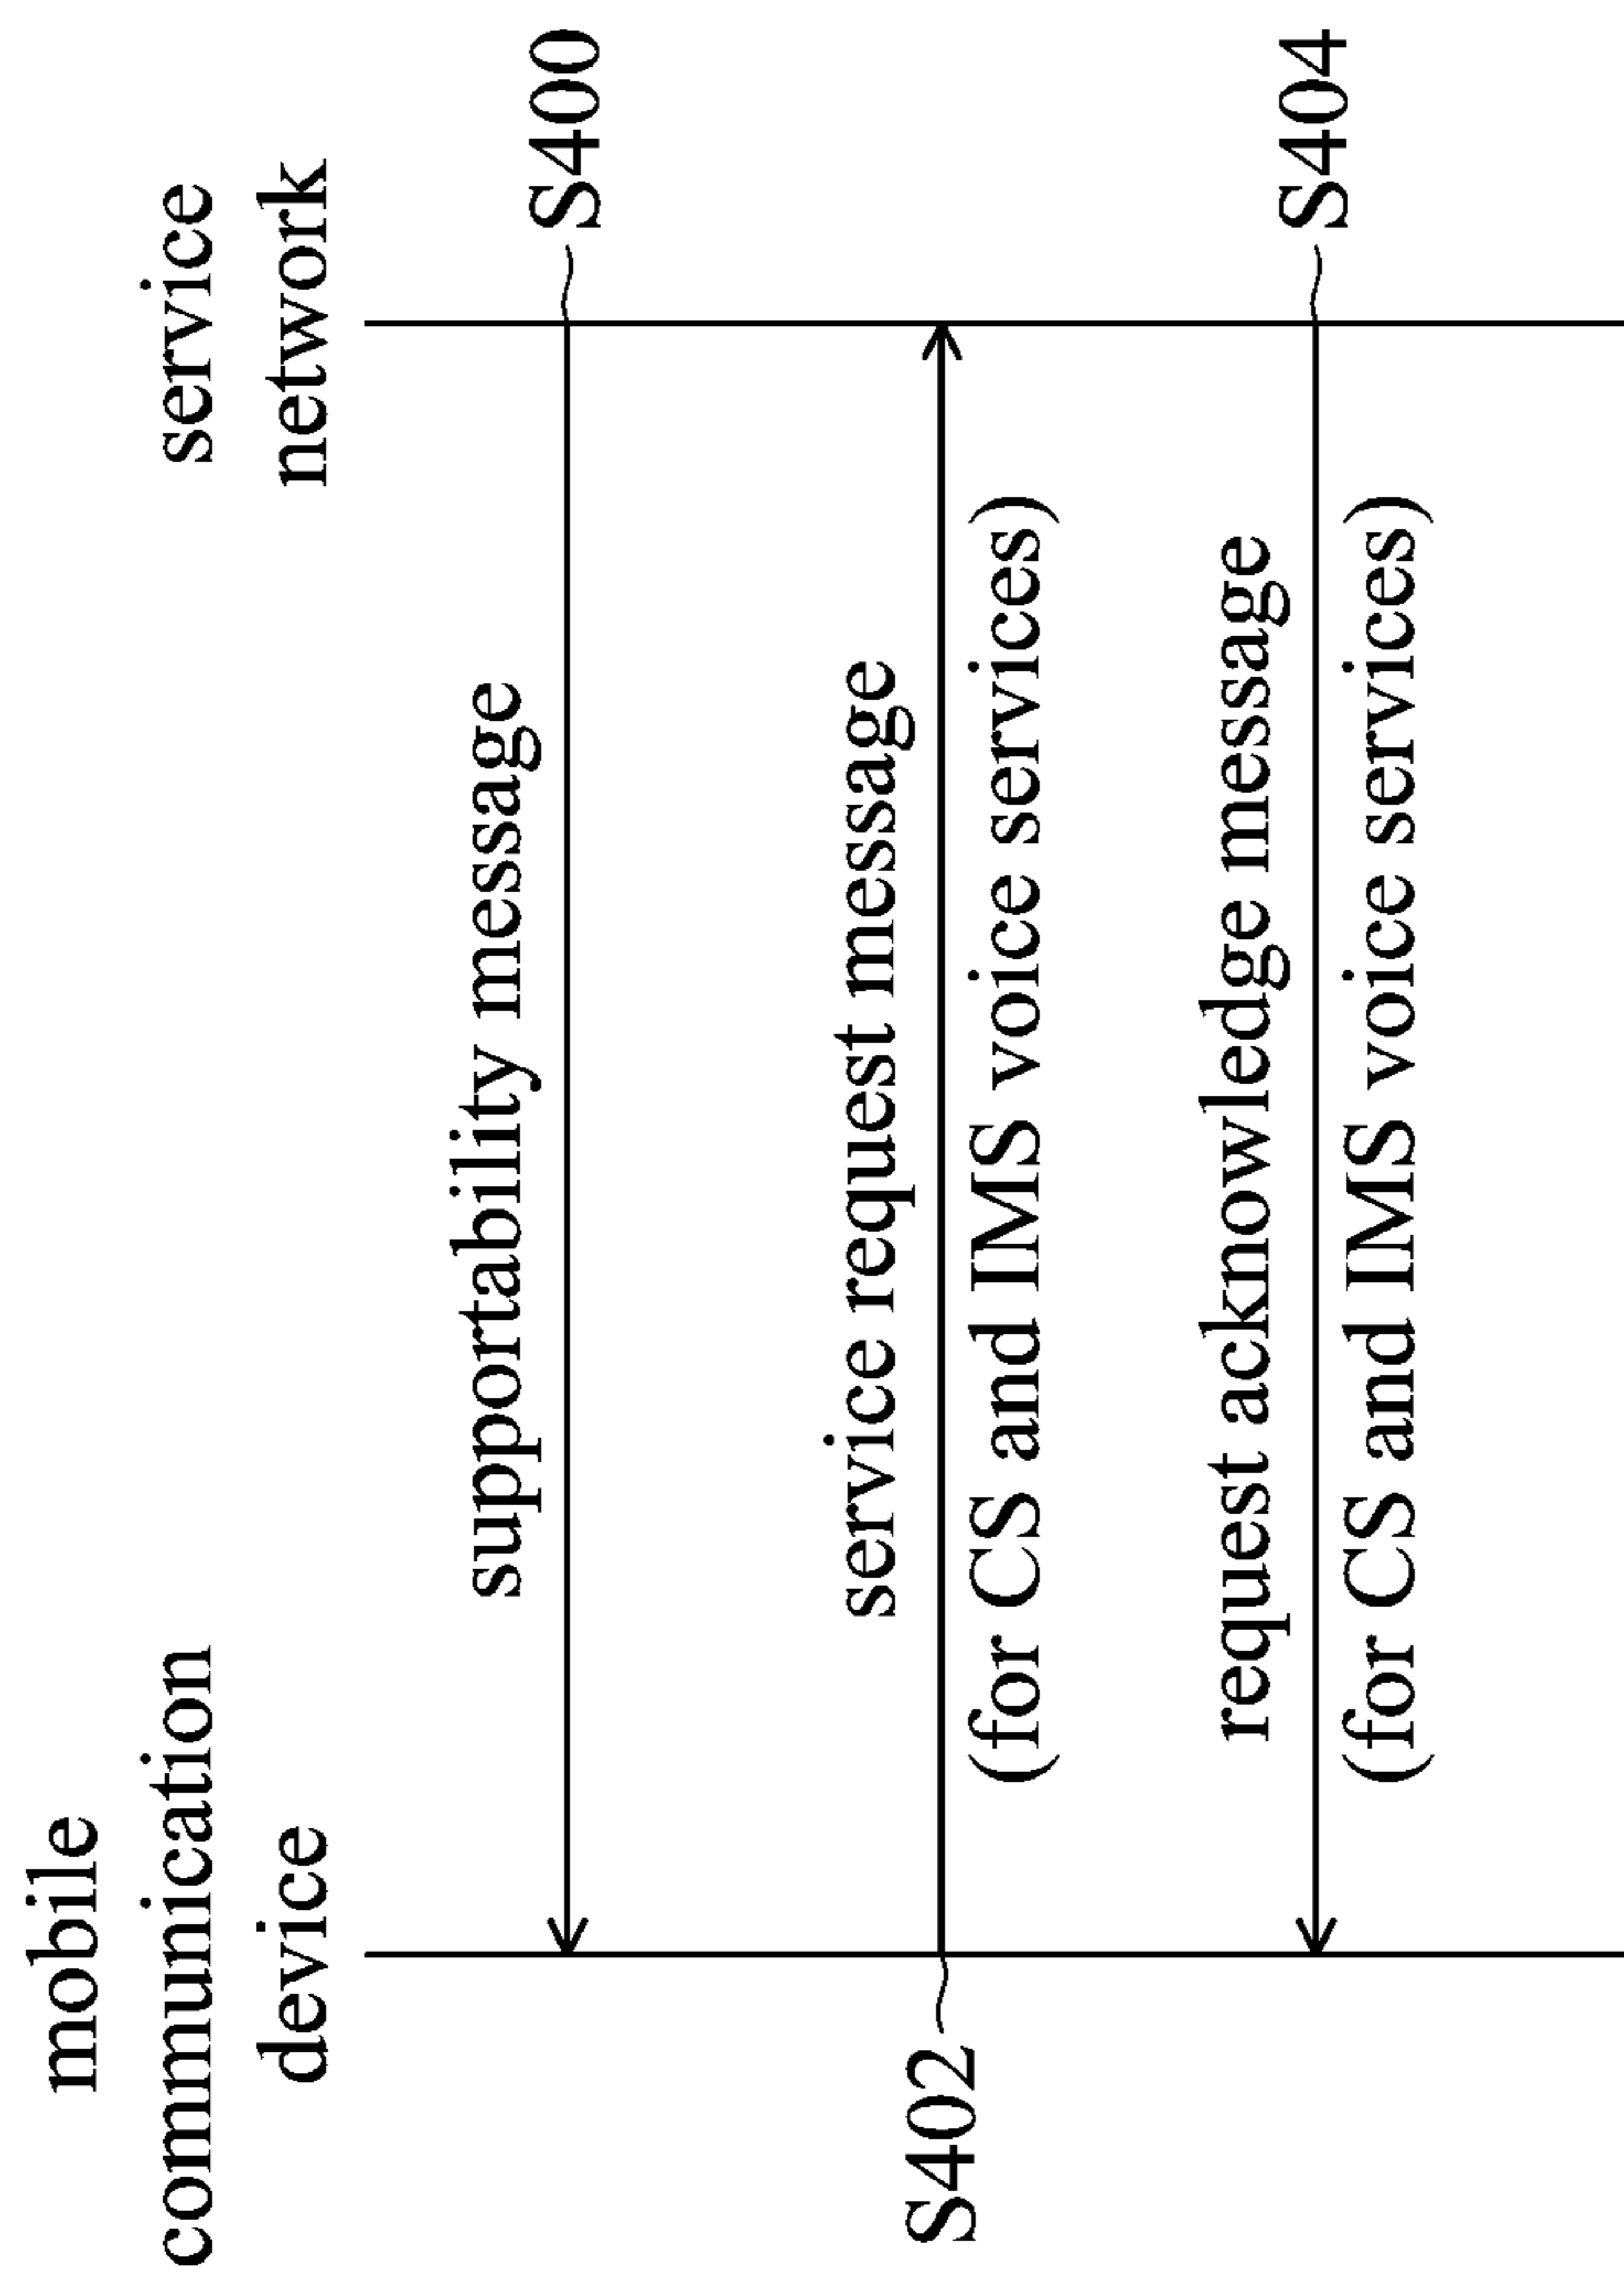 mobile
communication
device
service
network
supportability message
S400
service request message
S402
(for CS and IMS voice services)
request acknowledge message
S404
(for CS and IMS voice services)